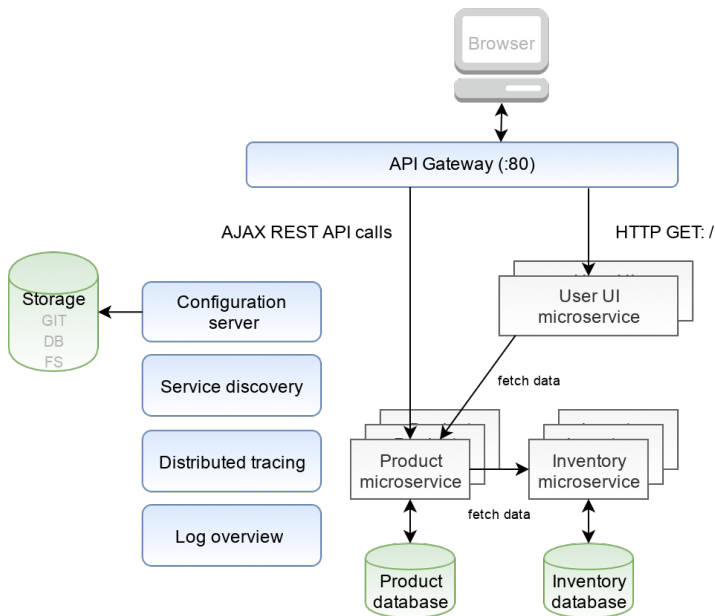 Browser
API Gateway (:80)
AJAX REST API calls
HTTP GET: /
Storage
GIT
DB
FS
Configuration
server
User UI
microservice
Service discovery
fetch data
Distributed tracing
Product
microservice
Inventory
microservice
fetch data
Log overview
Product
database
Inventory
database